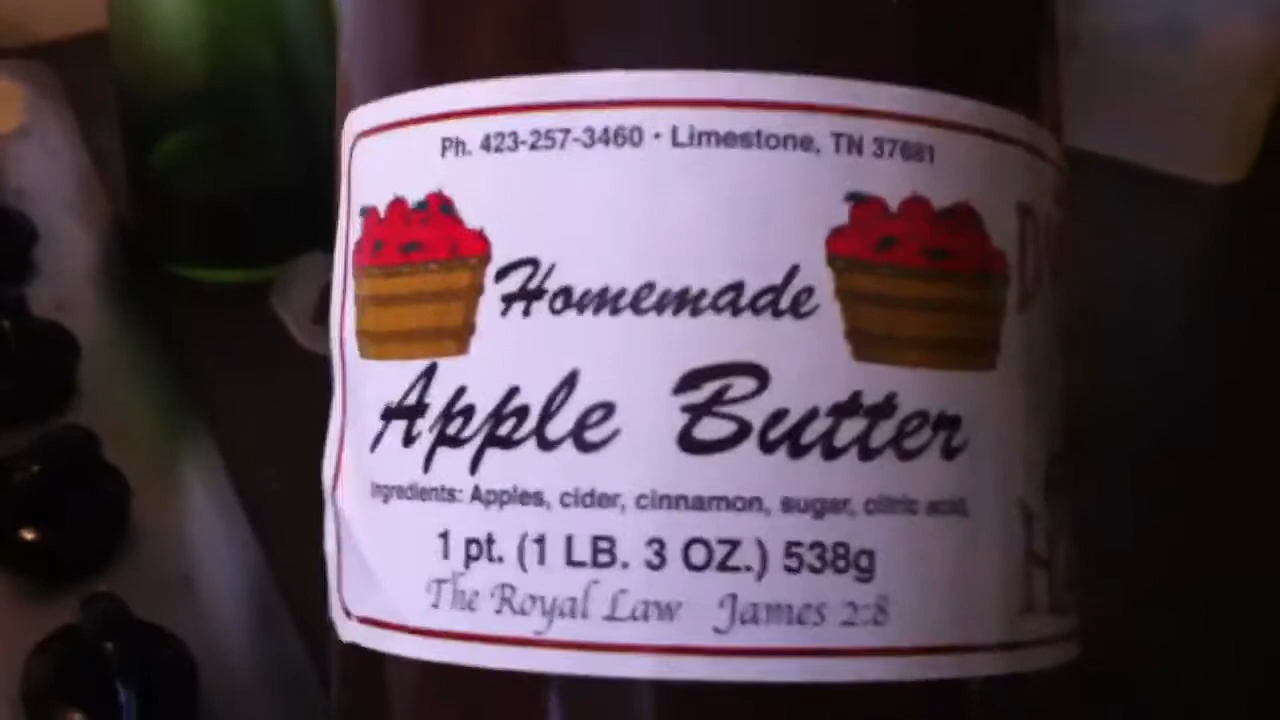 Ph. 423-257-3460 • Limestone, TN 37681
Homemade
Apple Butter
Ingredients: Apples, cider, cinnamon, sugar, citric acid.
1 pt. (1 LB. 3 OZ.) 538g
The Royal Law James 2:8